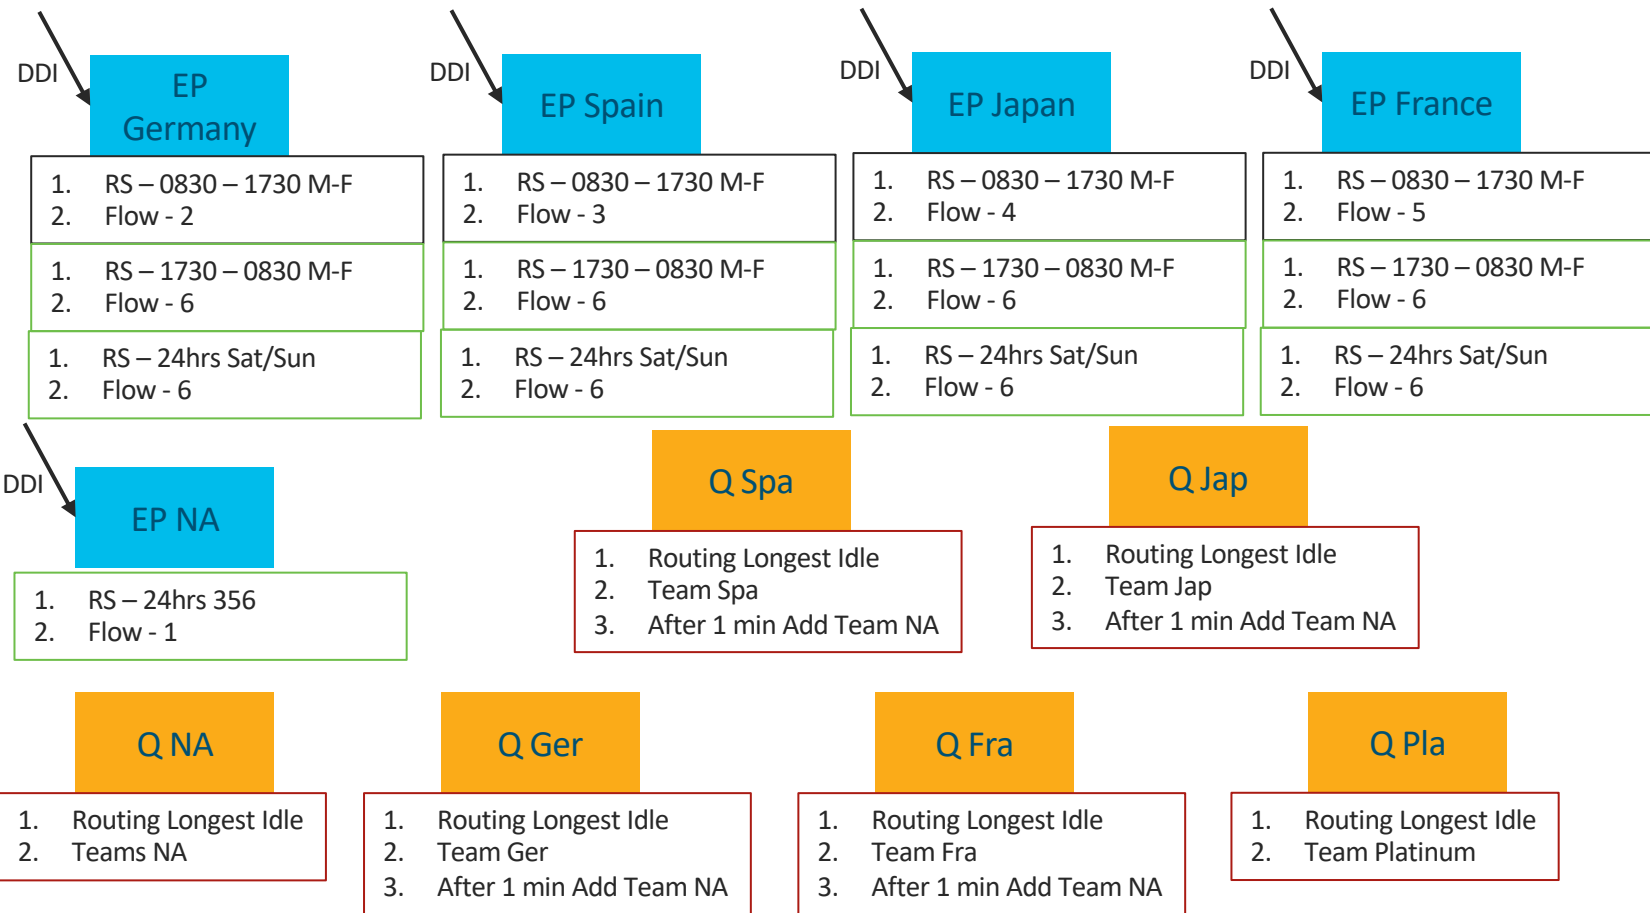 DDI
EP
Germany
1. RS – 0830 – 1730 M-F
2. Flow - 2
1. RS – 1730 – 0830 M-F
2. Flow - 6
1. RS – 24hrs Sat/Sun
2. Flow - 6
DDI
EP Spain
1. RS – 0830 – 1730 M-F
2. Flow - 3
1. RS – 1730 – 0830 M-F
2. Flow - 6
1. RS – 24hrs Sat/Sun
2. Flow - 6
DDI
EP Japan
1. RS – 0830 – 1730 M-F
2. Flow - 4
1. RS – 1730 – 0830 M-F
2. Flow - 6
1. RS – 24hrs Sat/Sun
2. Flow - 6
DDI
EP France
1. RS – 0830 – 1730 M-F
2. Flow - 5
1. RS – 1730 – 0830 M-F
2. Flow - 6
1. RS – 24hrs Sat/Sun
2. Flow - 6
DDI
EP NA
1. RS – 24hrs 356
2. Flow - 1
Q Spa
1. Routing Longest Idle
2. Team Spa
3. After 1 min Add Team NA
Q Jap
1. Routing Longest Idle
2. Team Jap
3. After 1 min Add Team NA
Q NA
1. Routing Longest Idle
2. Teams NA
Q Ger
1. Routing Longest Idle
2. Team Ger
3. After 1 min Add Team NA
Q Fra
1. Routing Longest Idle
2. Team Fra
3. After 1 min Add Team NA
Q Pla
1. Routing Longest Idle
2. Team Platinum